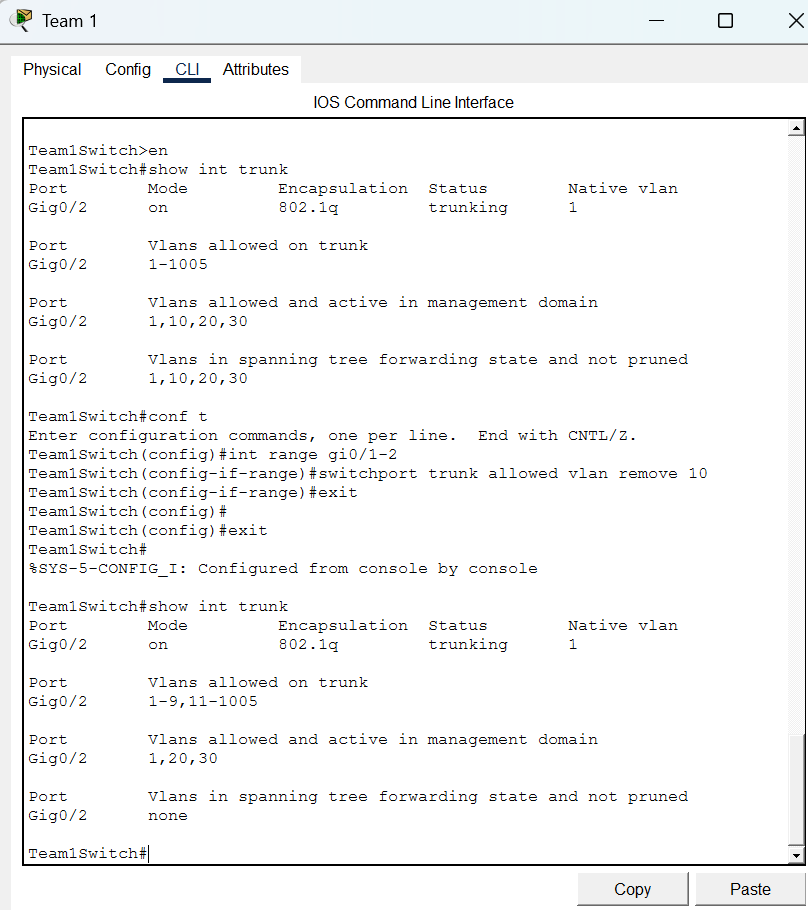 Team 1
Physical Config CLI Attributes
IOS Command Line Interface
Team1Switch>en
Team1Switch#show int trunk
Port        Mode         Encapsulation  Status        Native vlan
Gig0/2      on           802.1q         trunking      1
Port        Vlans allowed on trunk
Gig0/2      1-1005
Port        Vlans allowed and active in management domain
Gig0/2      1,10,20,30
Port        Vlans in spanning tree forwarding state and not pruned
Gig0/2      1,10,20,30
Team1Switch#conf t
Enter configuration commands, one per line.  End with CNTL/Z.
Team1Switch(config)#int range gi0/1-2
Team1Switch(config-if-range)#switchport trunk allowed vlan remove 10
Team1Switch(config-if-range)#exit
Team1Switch(config)#
Team1Switch(config)#exit
Team1Switch#
%SYS-5-CONFIG_I: Configured from console by console
Team1Switch#show int trunk
Port        Mode         Encapsulation  Status        Native vlan
Gig0/2      on           802.1q         trunking      1
Port        Vlans allowed on trunk
Gig0/2      1-9,11-1005
Port        Vlans allowed and active in management domain
Gig0/2      1,20,30
Port        Vlans in spanning tree forwarding state and not pruned
Gig0/2      none
Team1Switch#
Copy Paste